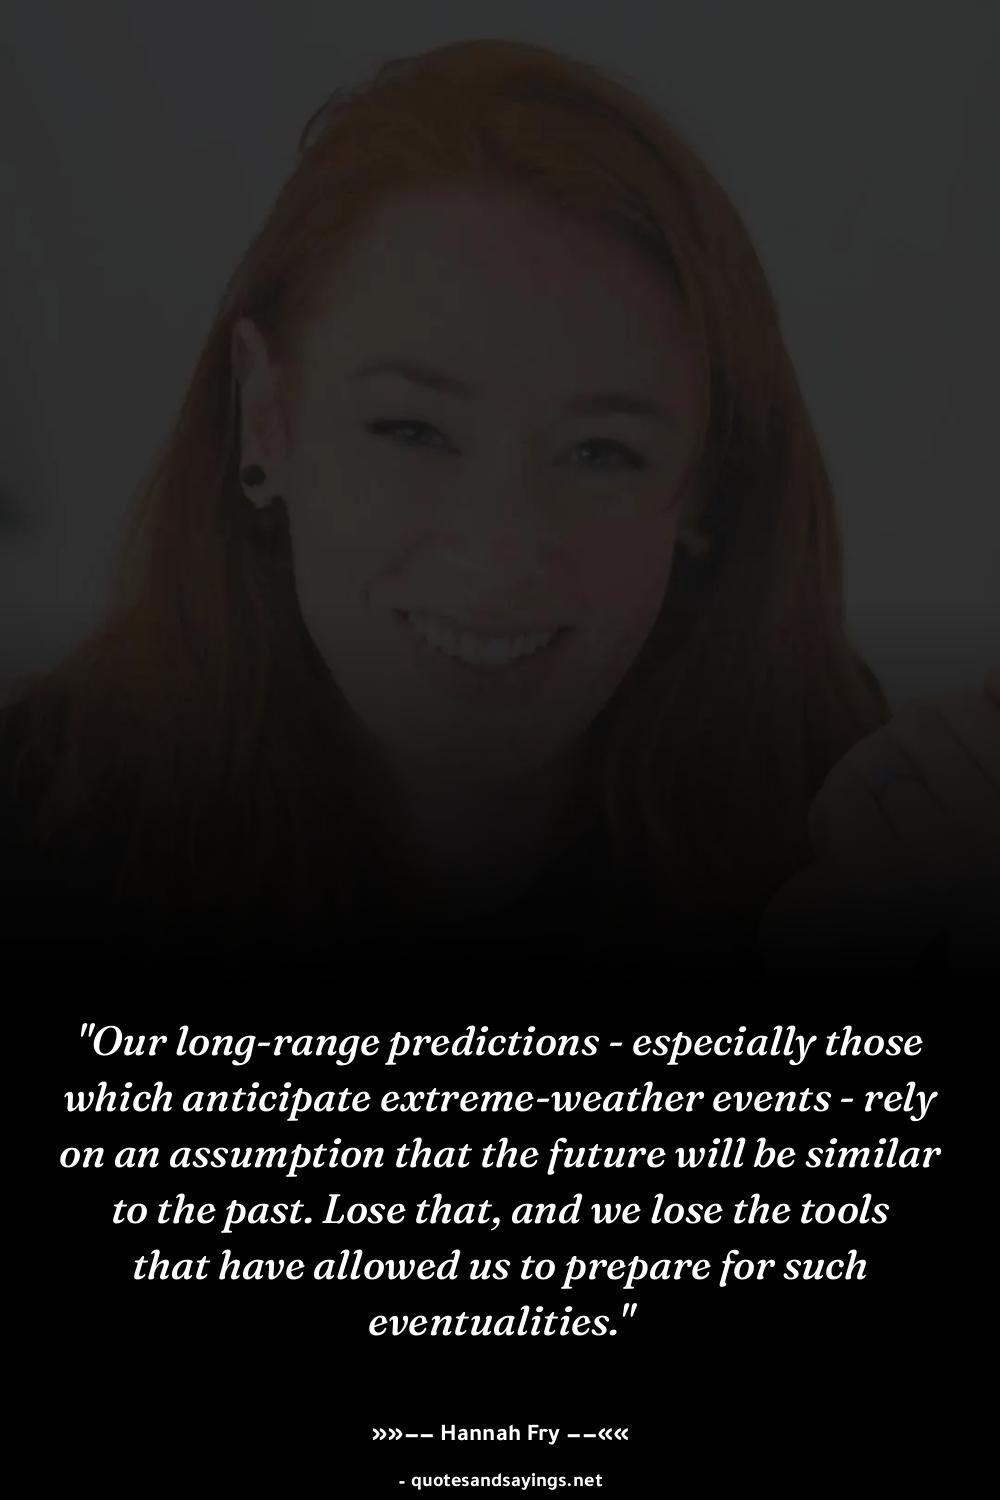 "Our long-range predictions - especially those
which anticipate extreme-weather events - rely
on an assumption that the future will be similar
to the past. Lose that, and we lose the tools
that have allowed us to prepare for such
eventualities."
»»−− Hannah Fry −−««
- quotesandsayings.net